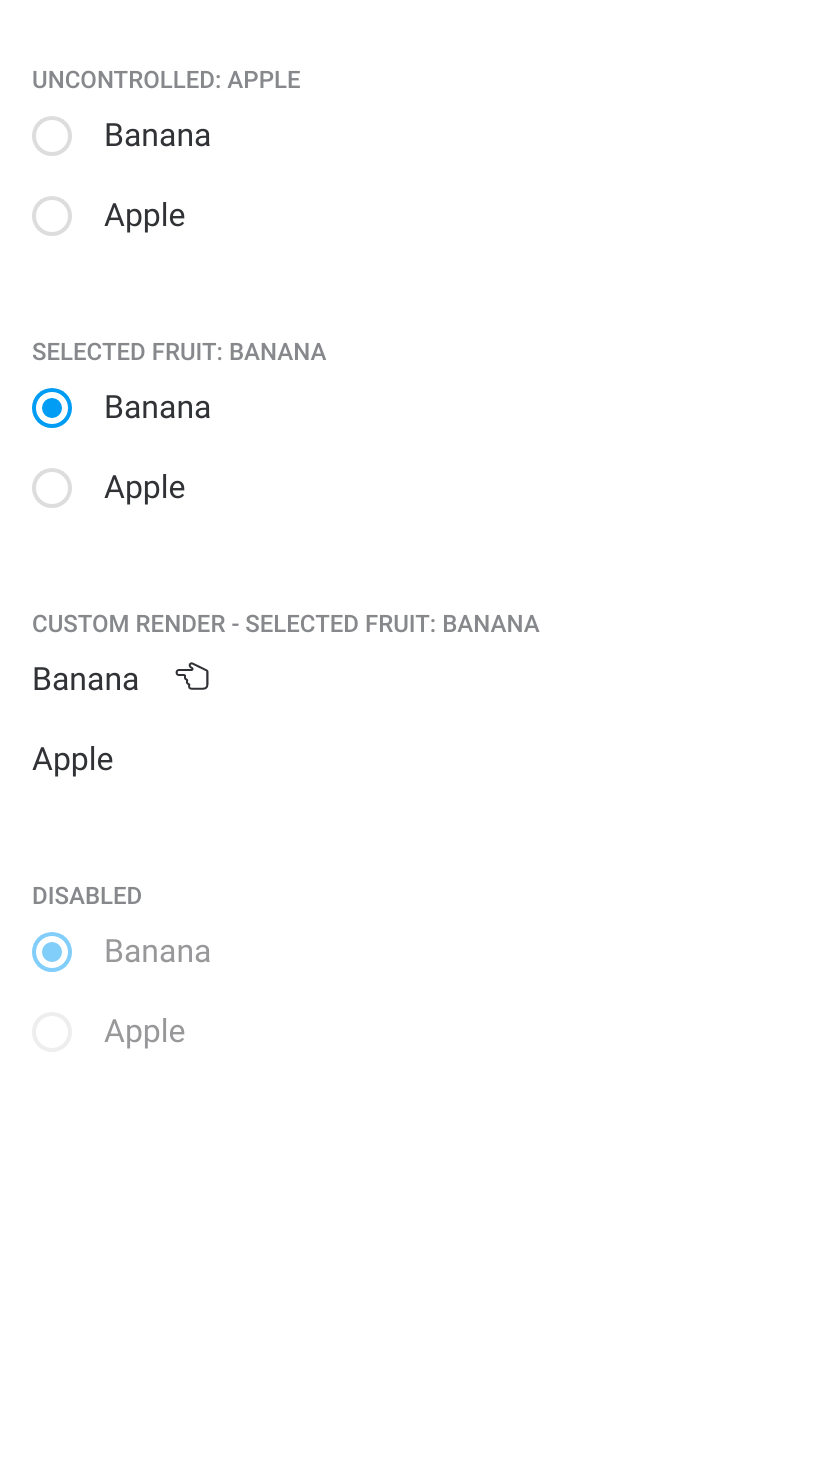 UNCONTROLLED: APPLE
Banana
Apple
SELECTED FRUIT: BANANA
Banana
Apple
CUSTOM RENDER - SELECTED FRUIT: BANANA
Banana
Apple
DISABLED
Banana
Apple